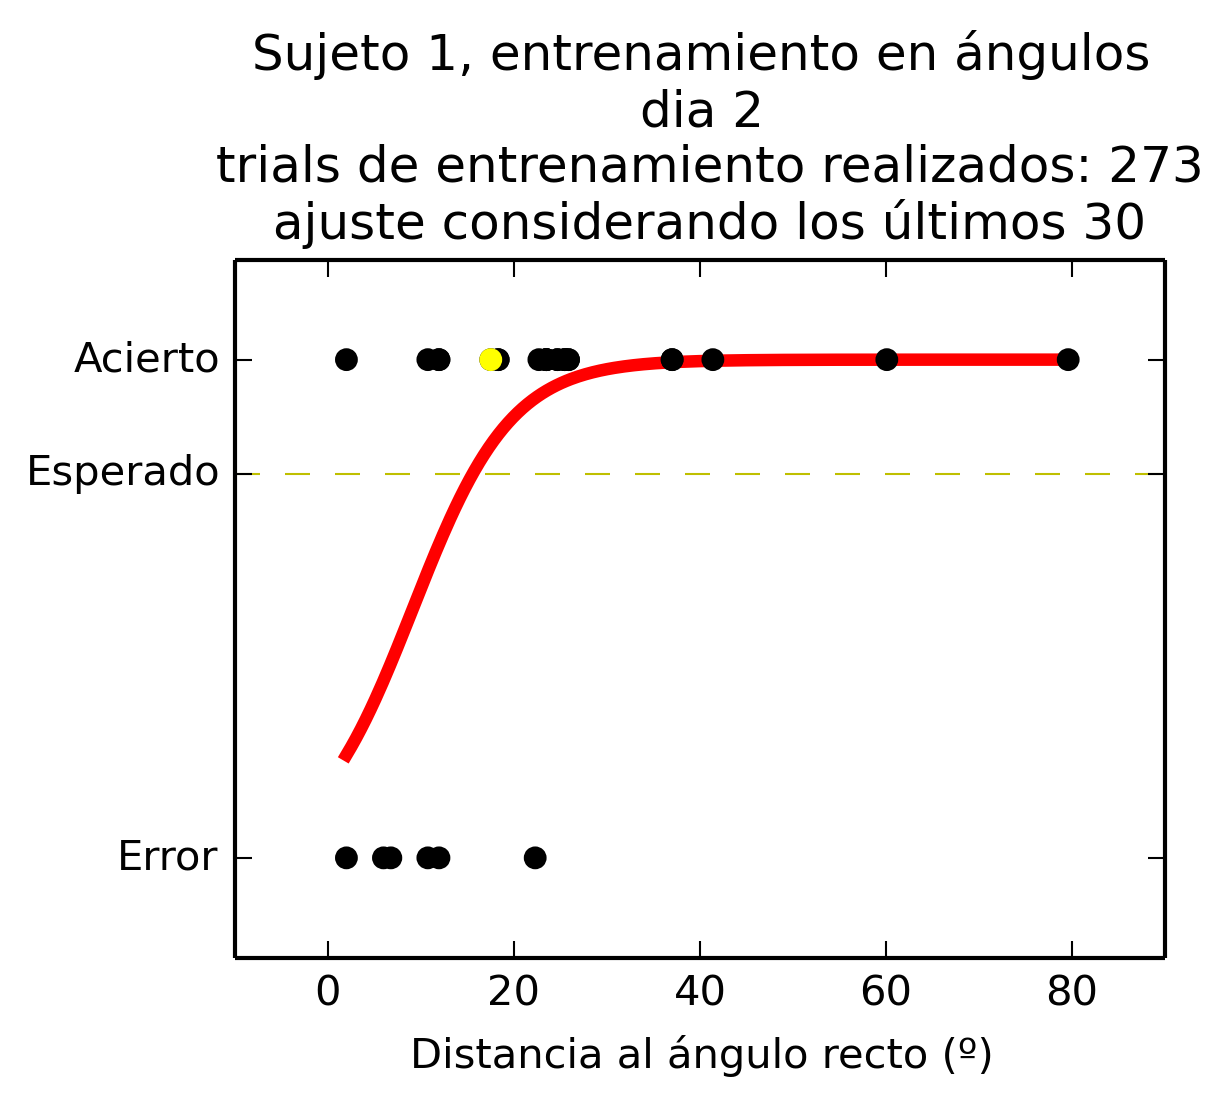 Sujeto 1, entrenamiento en ángulos
dia 2
trials de entrenamiento realizados: 273
ajuste considerando los últimos 30
Acierto
Esperado
Error
0 20 40 60 80
Distancia al ángulo recto (º)